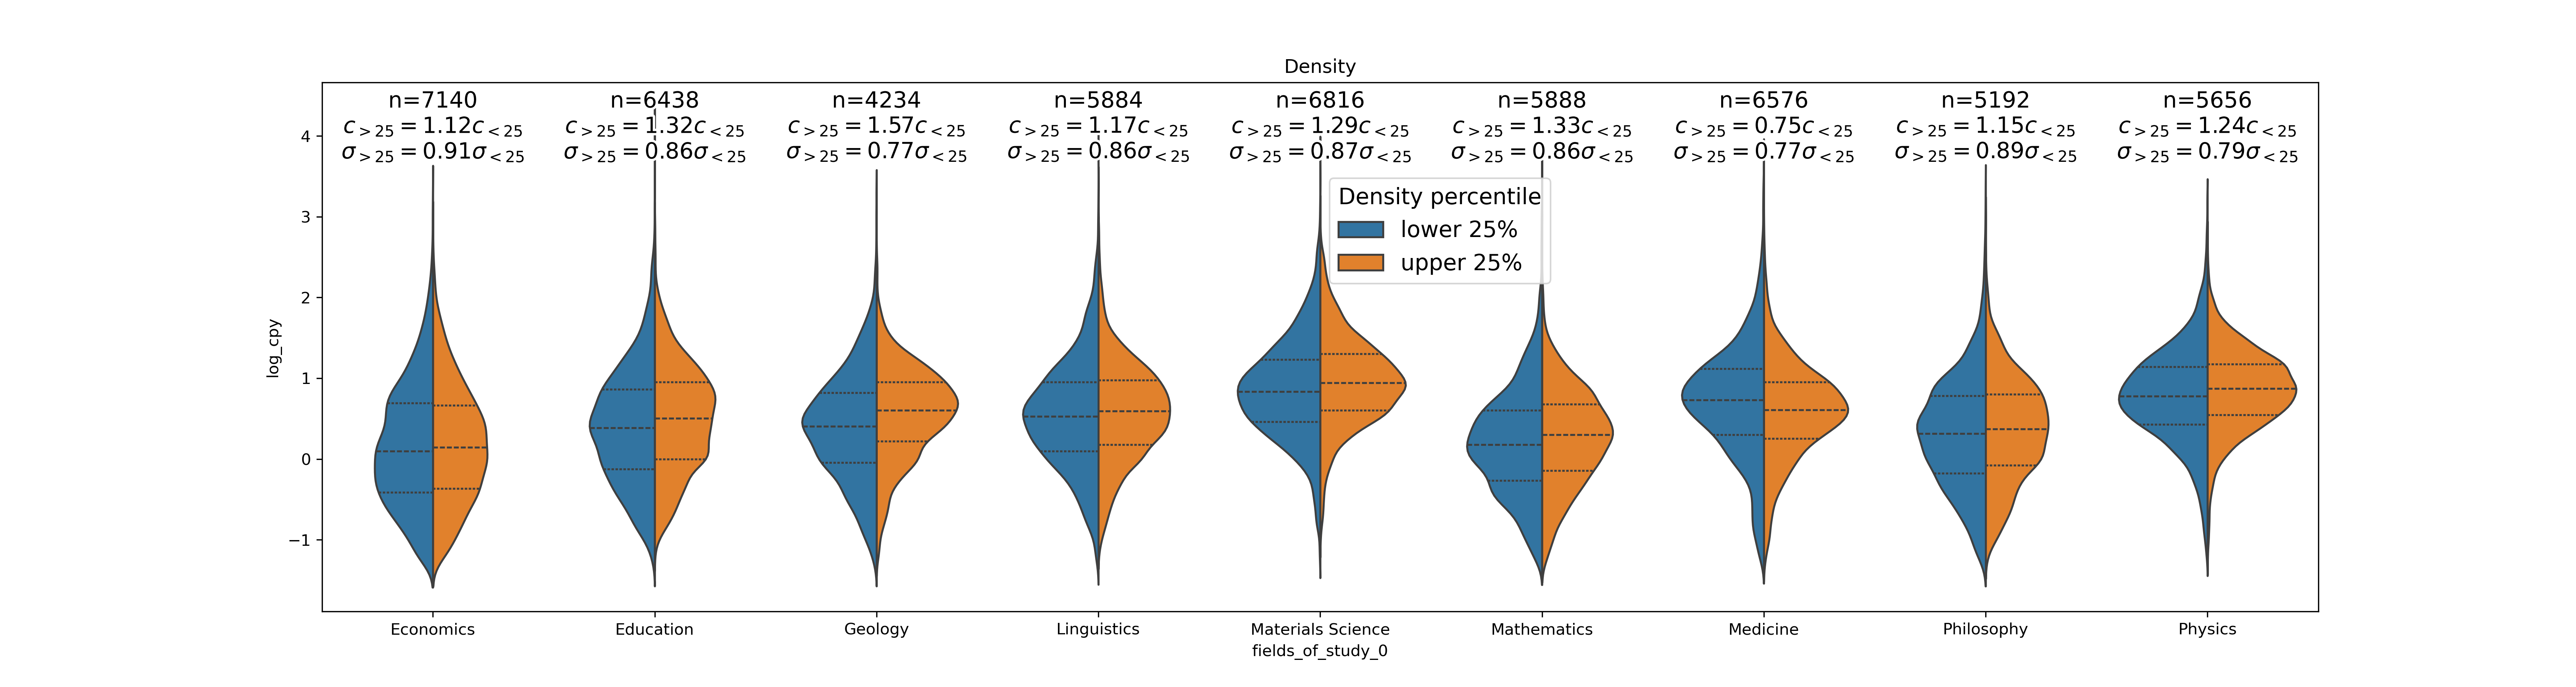 Density
n=7140 n=6438 n=4234 n=5884 n=6816 n=5888 n=6576 n=5192 n=5656
c>25 = 1.12c<25 c>25 = 1.32c<25 c>25 = 1.57c<25 c>25 = 1.17c<25 c>25 = 1.29c<25 c>25 = 1.33c<25 c>25 = 0.75c<25 c>25 = 1.15c<25 c>25 = 1.24c<25
σ>25 = 0.91σ<25 σ>25 = 0.86σ<25 σ>25 = 0.77σ<25 σ>25 = 0.86σ<25 σ>25 = 0.87σ<25 σ>25 = 0.86σ<25 σ>25 = 0.77σ<25 σ>25 = 0.89σ<25 σ>25 = 0.79σ<25
Density percentile
lower 25%
upper 25%
4
3
2
1
0
−1
log_cpy
Economics Education Geology Linguistics Materials Science Mathematics Medicine Philosophy Physics
fields_of_study_0